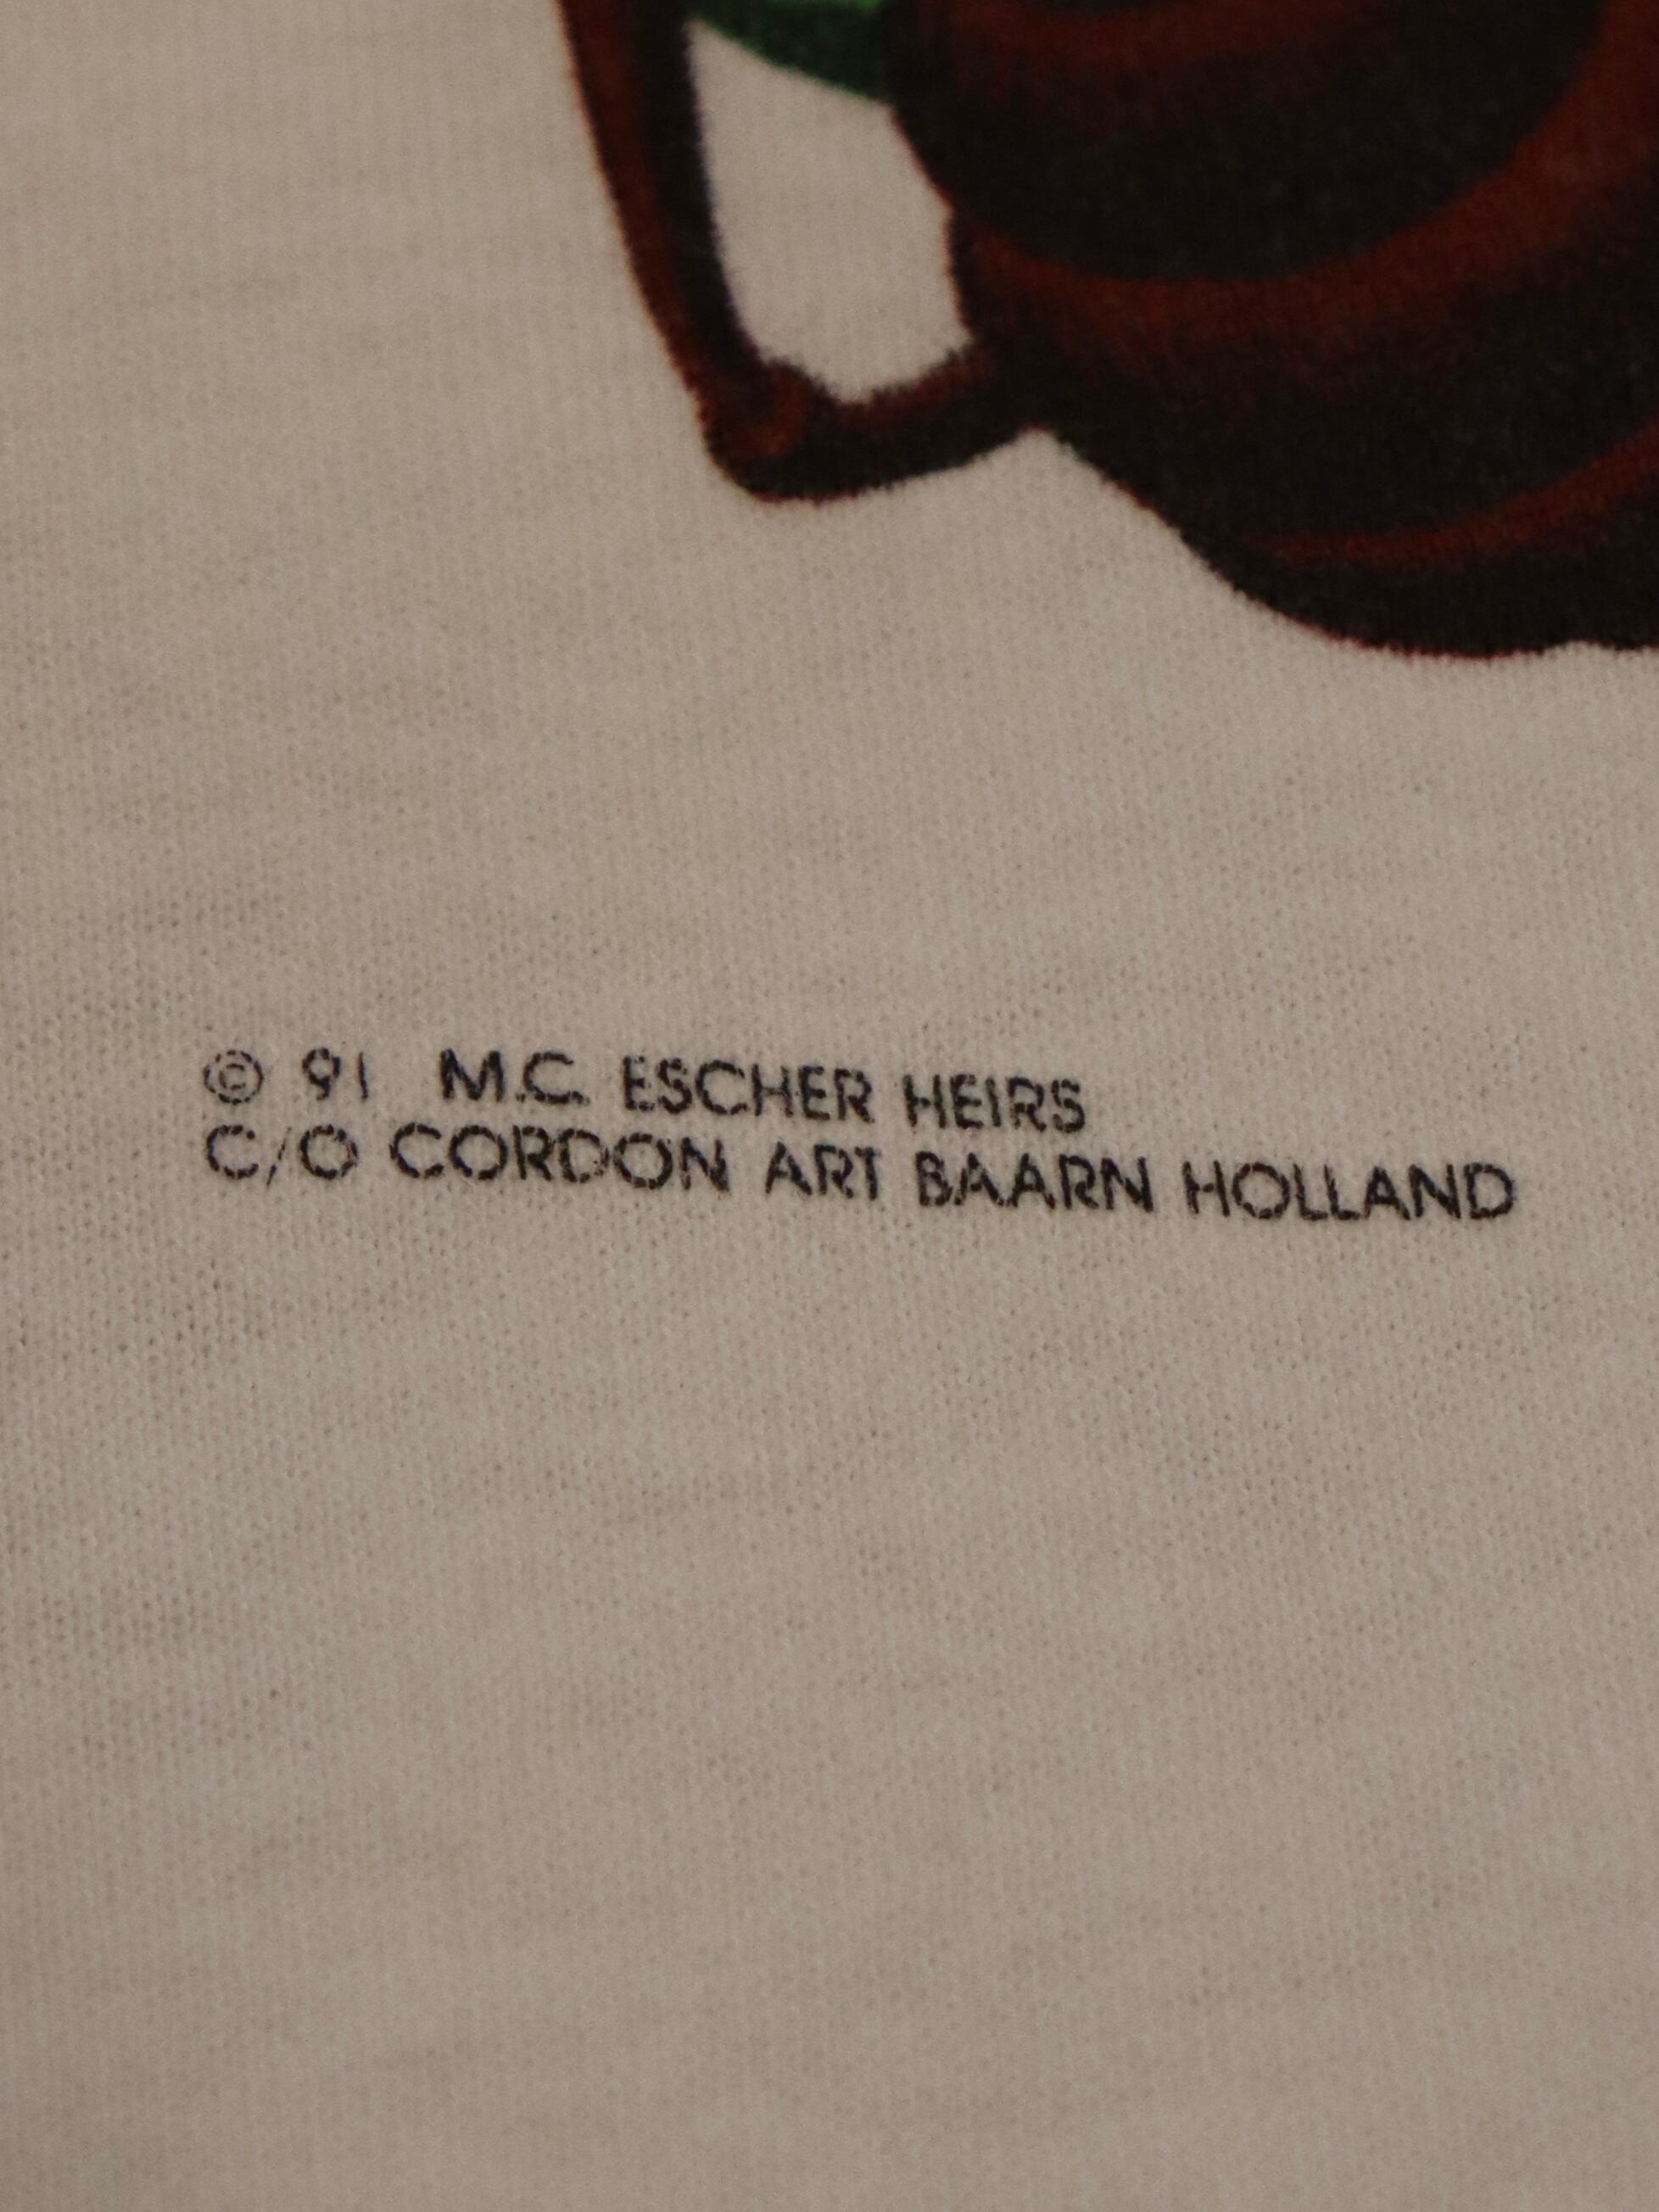 © 91 M.C. ESCHER HEIRS
C/O CORDON ART BAARN HOLLAND